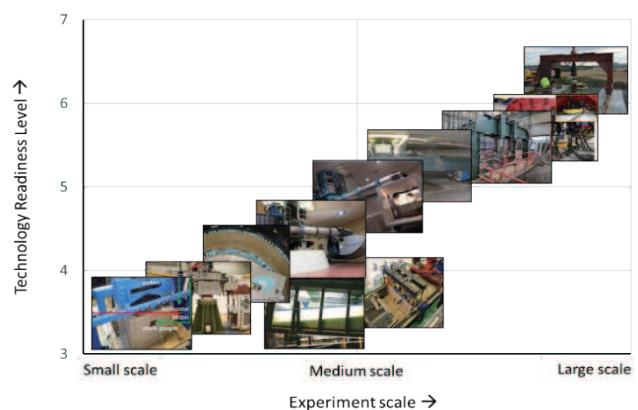 7
6
5
4
3
Technology Readiness Level →
Small scale
Medium scale
Large scale
Experiment scale →